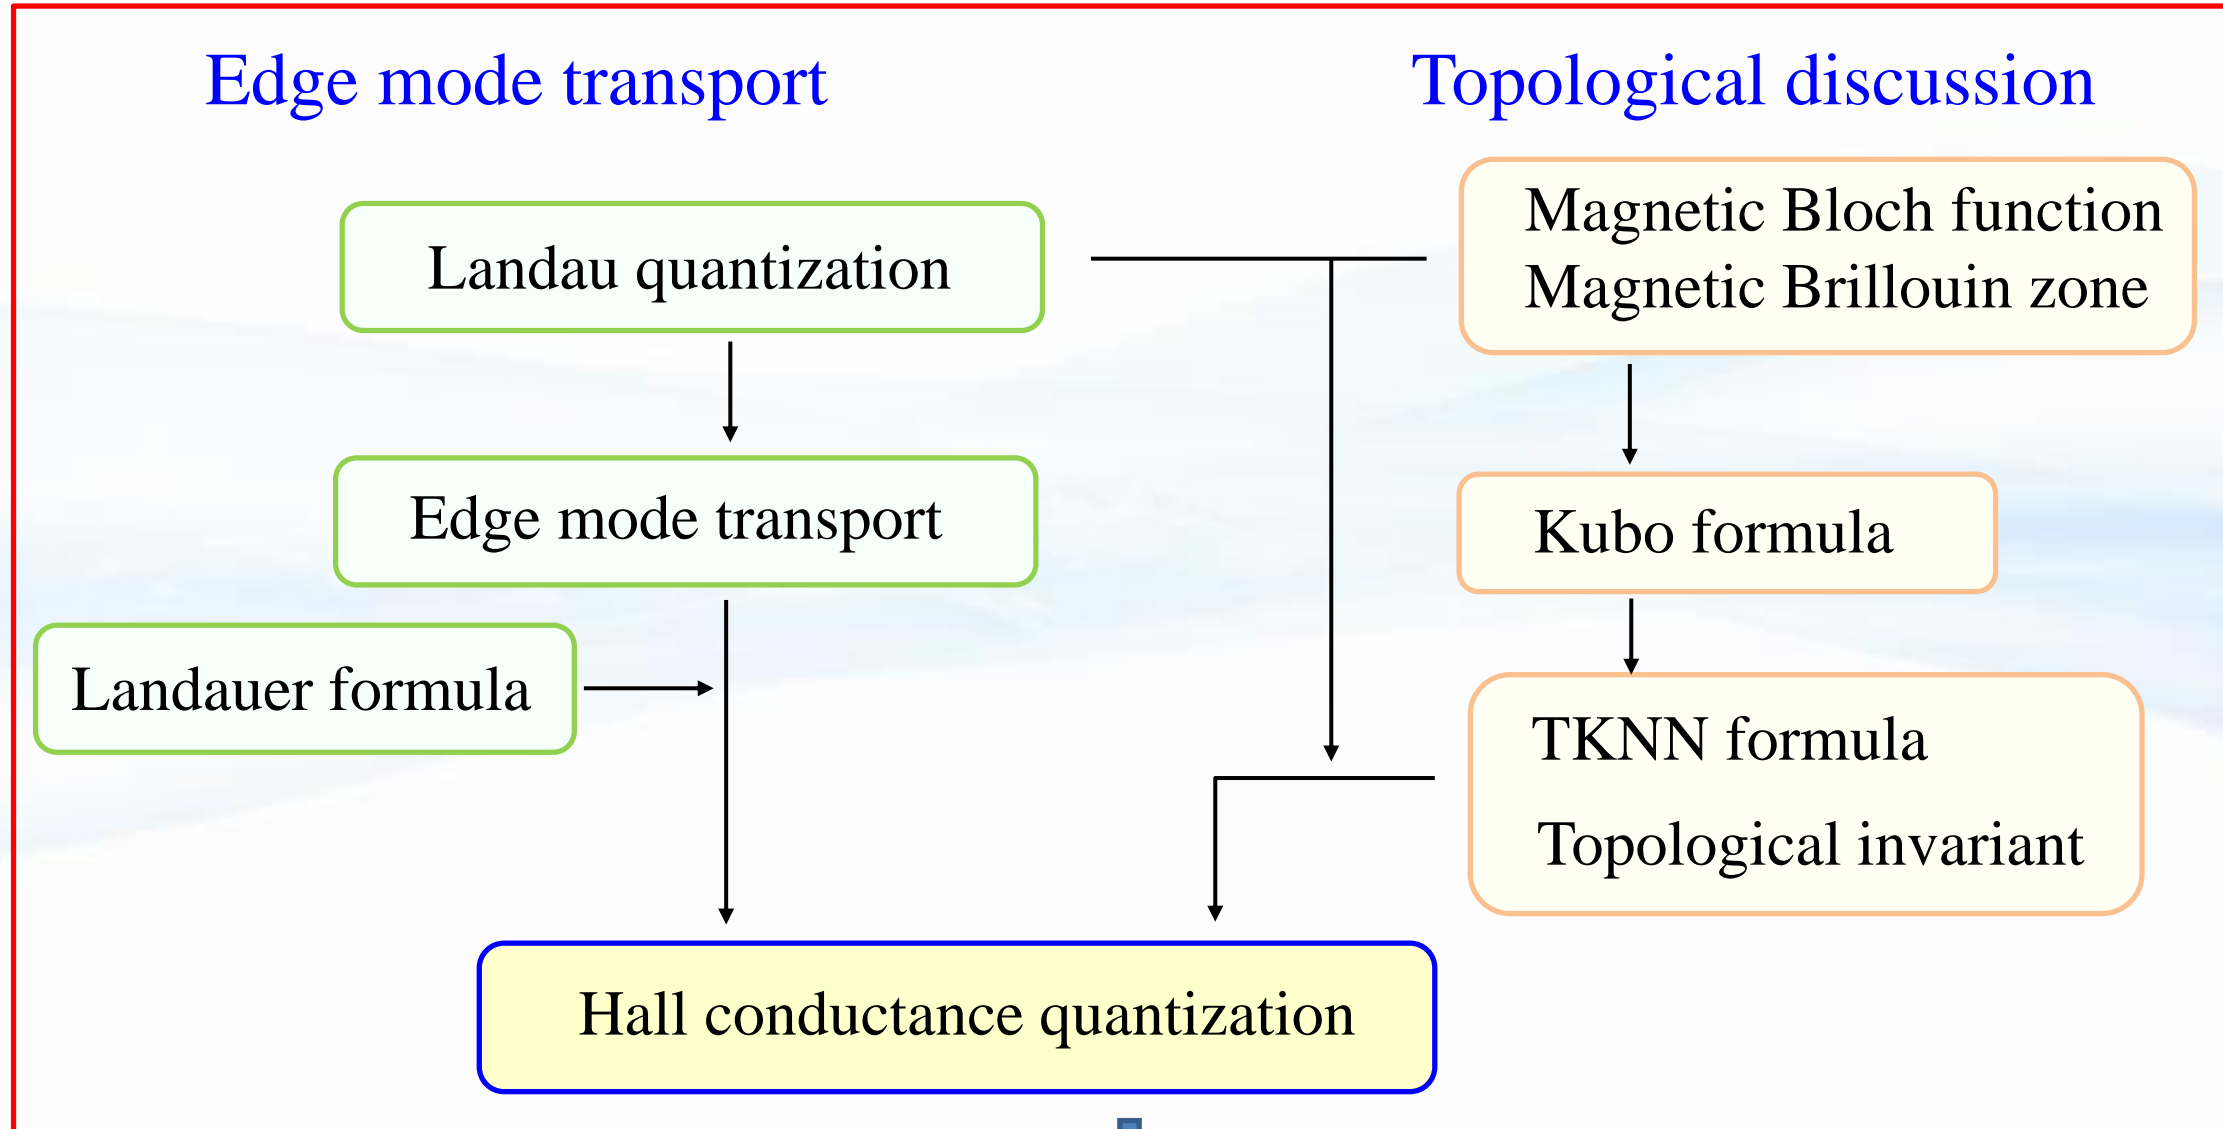 Edge mode transport
Topological discussion
Landau quantization
Magnetic Bloch function
Magnetic Brillouin zone
Edge mode transport
Kubo formula
Landauer formula
TKNN formula
Topological invariant
Hall conductance quantization